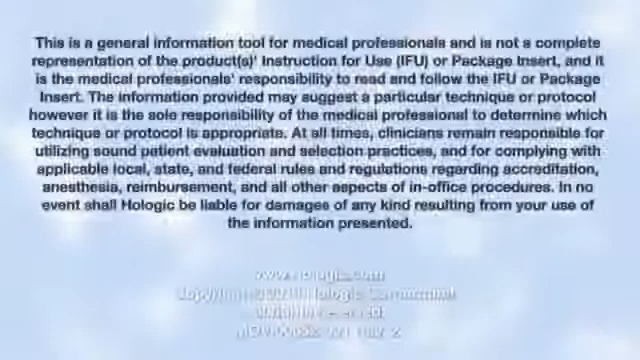 This is a general information tool for medical professionals and is not a complete
representation of the product(s)' Instruction for Use (IFU) or Package Insert, and it
is the medical professionals' responsibility to read and follow the IFU or Package
Insert. The information provided may suggest a particular technique or protocol
however it is the sole responsibility of the medical professional to determine which
technique or protocol is appropriate. At all times, clinicians remain responsible for
utilizing sound patient evaluation and selection practices, and for complying with
applicable local, state, and federal rules and regulations regarding accreditation,
anesthesia, reimbursement, and all other aspects of in-office procedures. In no
event shall Hologic be liable for damages of any kind resulting from your use of
the information presented.
www.hologic.com
Hologic